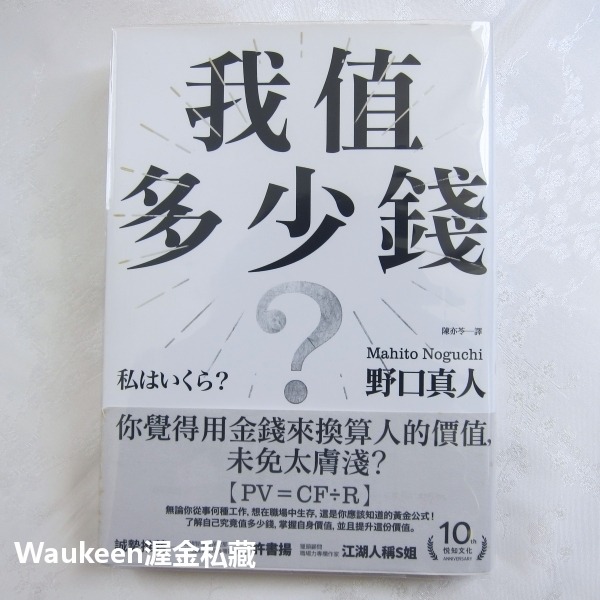 我值
多少錢
?
陳亦苓—譯
Mahito Noguchi
私はいくら？
野口真人
你覺得用金錢來換算人的價值,
未免太膚淺?
【PV=CF÷R】
無論你從事何種工作, 想在職場中生存, 這是你應該知道的黃金公式!
了解自己究竟值多少錢, 掌握自身價值, 並且提升這份價值。
書揚
江湖人稱S姐
10th
悦知文化
ANNIVERSARY
Waukeen渥金私藏